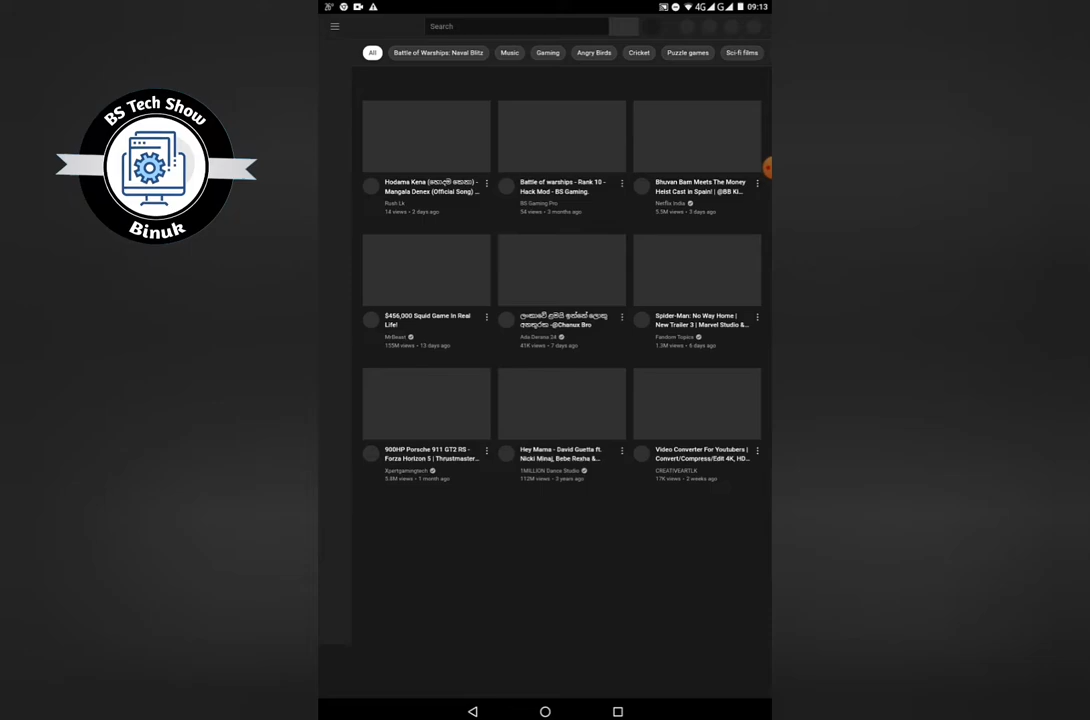 26°
4G
G
09:13
Search
BS Tech Show
Binuk
All
Battle of Warships: Naval Blitz
Music
Gaming
Angry Birds
Cricket
Puzzle games
Sci-fi films
Hodama Kena (හොදම කෙනා) -
Mangala Denex (Official Song) ...
Rush Lk
14 views • 2 days ago
Battle of warships - Rank 10 -
Hack Mod - BS Gaming.
BS Gaming Pro
54 views • 3 months ago
Bhuvan Bam Meets The Money
Heist Cast in Spain! | @BB Ki...
Netflix India
5.5M views • 3 days ago
$456,000 Squid Game In Real
Life!
MrBeast
135M views • 13 days ago
ලංකාවේ ළමයි ඉන්නේ ලොකු
අනතුරක -@Chanux Bro
Ada Derana 24
41K views • 7 days ago
Spider-Man: No Way Home |
New Trailer 3 | Marvel Studio &...
Fandom Topics
1.3M views • 6 days ago
900HP Porsche 911 GT2 RS -
Forza Horizon 5 | Thrustmaster...
Xpertgamingtech
5.8M views • 1 month ago
Hey Mama - David Guetta ft.
Nicki Minaj, Bebe Rexha &...
1MILLION Dance Studio
112M views • 3 years ago
Video Converter For Youtubers |
Convert/Compress/Edit 4K, HD...
CREATIVEARTLK
17K views • 2 weeks ago